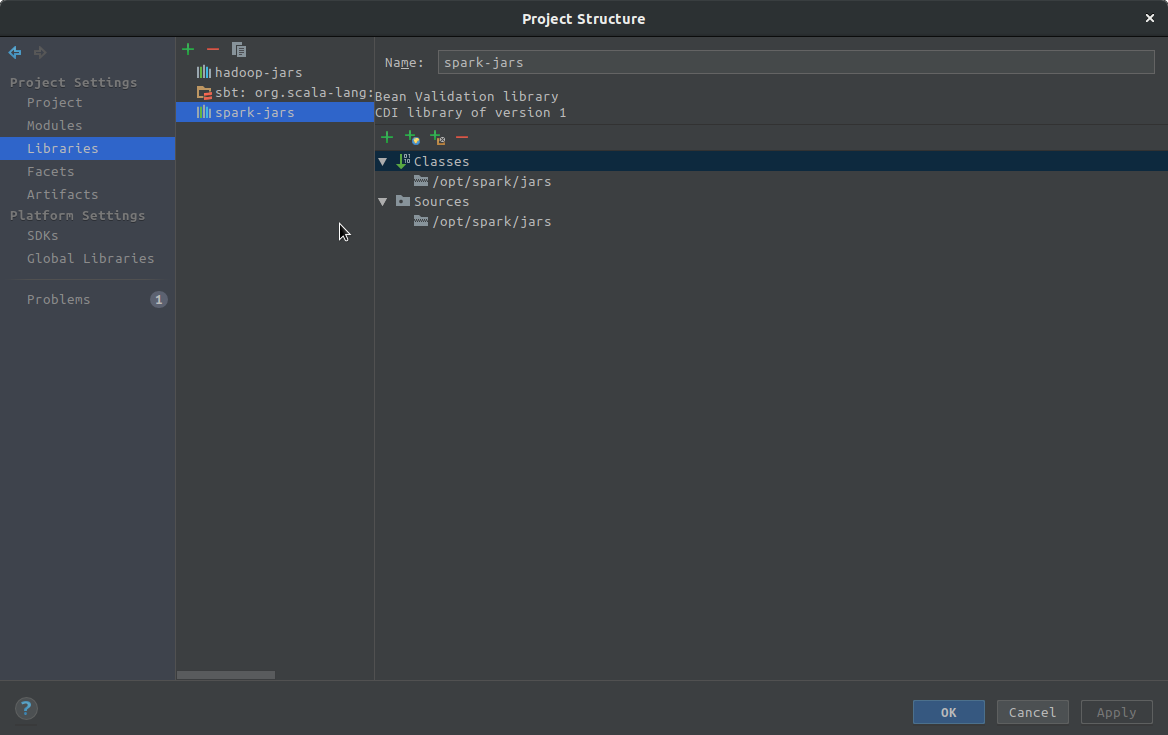 Project Structure
Project Settings
Project
Modules
Libraries
Facets
Artifacts
Platform Settings
SDKs
Global Libraries
Problems 1
hadoop-jars
sbt: org.scala-lang:
spark-jars
Name: spark-jars
Bean Validation library
CDI library of version 1
Classes
/opt/spark/jars
Sources
/opt/spark/jars
?
OK Cancel Apply